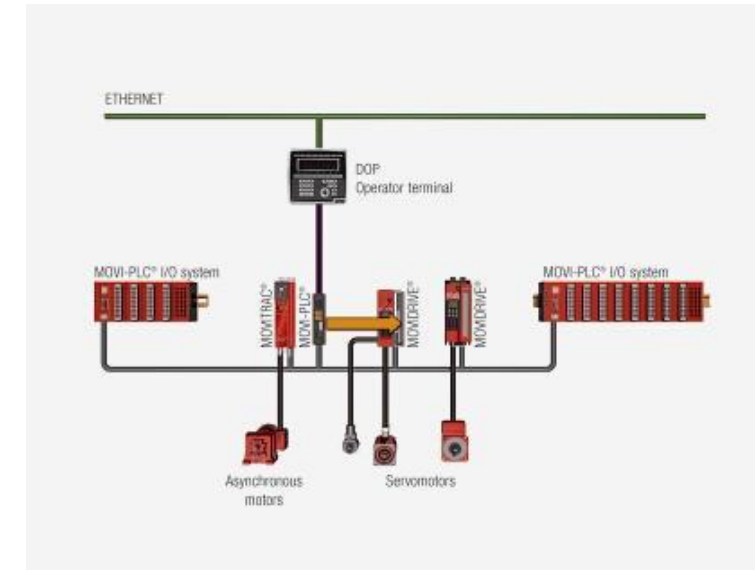 ETHERNET
DOP
Operator terminal
MOVI-PLC® I/O system
MOVITRAC®
MOVI-PLC®
MOVIDRIVE®
MOVIDRIVE®
MOVI-PLC® I/O system
Asynchronous
motors
Servomotors